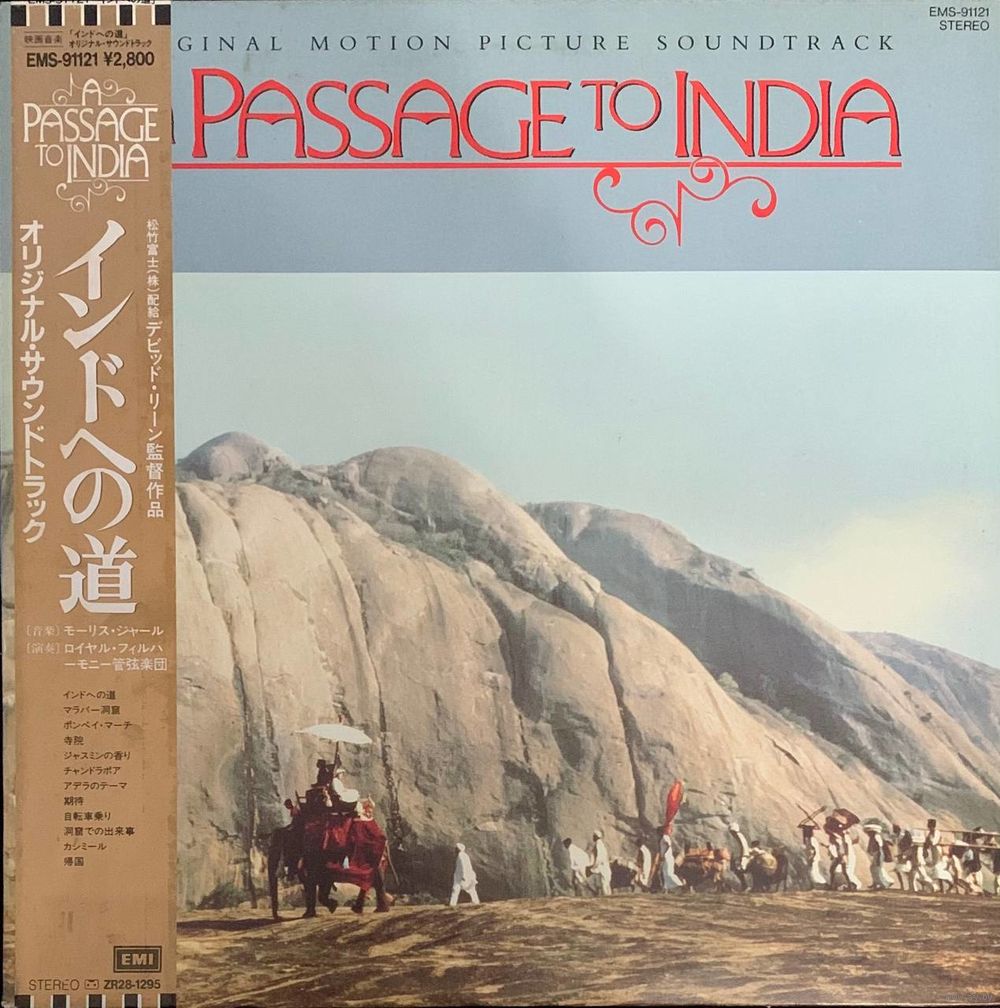 映画音楽 「インドへの道」
オリジナル・サウンドトラック
EMS-91121 ¥2,800
A
PASSAGE
TO INDIA
インドへの道
オリジナル・サウンドトラック
松竹富士(株)配給 デビッド・リーン監督作品
〔音楽〕モーリス・ジャール
〔演奏〕ロイヤル・フィルハ
ーモニー管弦楽団
インドへの道
マラバー洞窟
ボンベイ・マーチ
寺院
ジャスミンの香り
チャンドラポア
アデラのテーマ
期待
自転車乗り
洞窟での出来事
カシミール
帰国
EMI
STEREO ZR28-1295
EMS-91121
STEREO
GINAL MOTION PICTURE SOUNDTRACK
PASSAGE TO INDIA